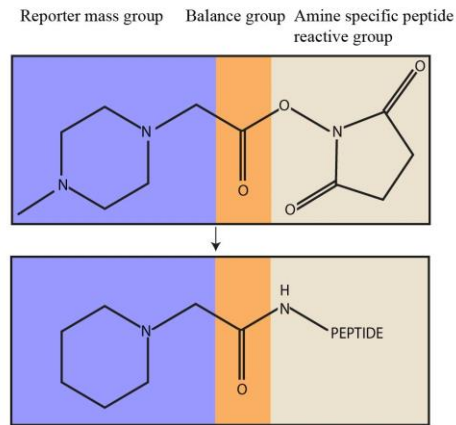 Reporter mass group Balance group Amine specific peptide
reactive group
O
O
N N
N O
O
H
N N
PEPTIDE
O